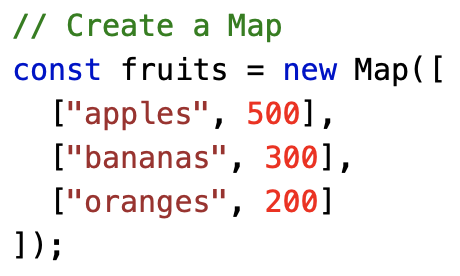 // Create a Map
const fruits = new Map([
  ["apples", 500],
  ["bananas", 300],
  ["oranges", 200]
]);